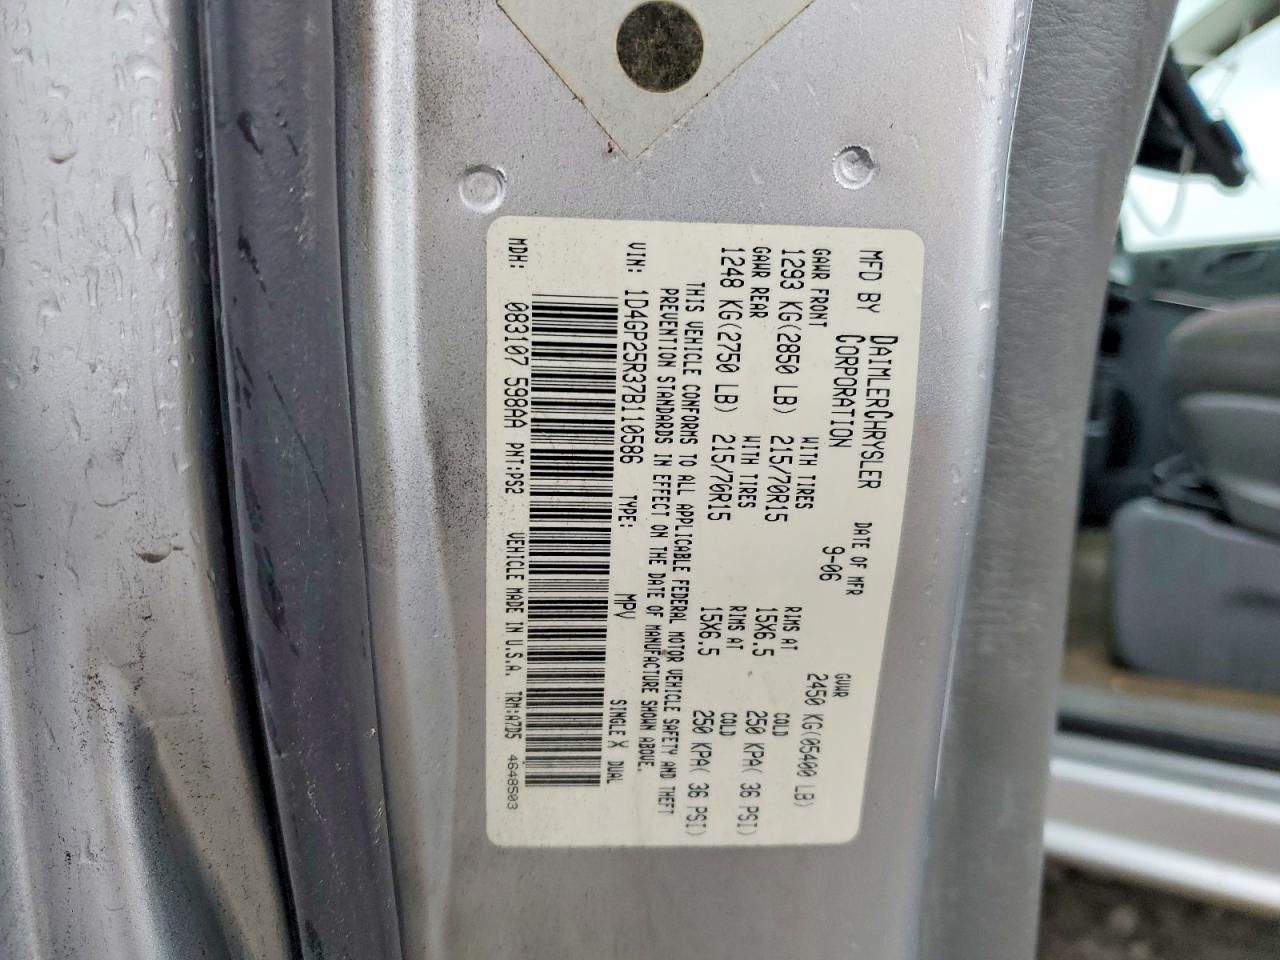 MFD BY DAIMLERCHRYSLER CORPORATION DATE OF MFR 9-06 GVWR 2450 KG(05400 LB)
GAWR FRONT WITH TIRES RIMS AT COLD
1293 KG(2850 LB) 215/70R15 15X6.5 250 KPA( 36 PSI)
GAWR REAR WITH TIRES RIMS AT COLD
1248 KG(2750 LB) 215/70R15 15X6.5 250 KPA( 36 PSI)
THIS VEHICLE CONFORMS TO ALL APPLICABLE FEDERAL MOTOR VEHICLE SAFETY AND THEFT
PREVENTION STANDARDS IN EFFECT ON THE DATE OF MANUFACTURE SHOWN ABOVE.
VIN: 1D4GP25R37B110586 TYPE: MPV SINGLE X DUAL
MDH: 083107 598AA PNT:PS2 VEHICLE MADE IN U.S.A. TRM:A7D5 4648503